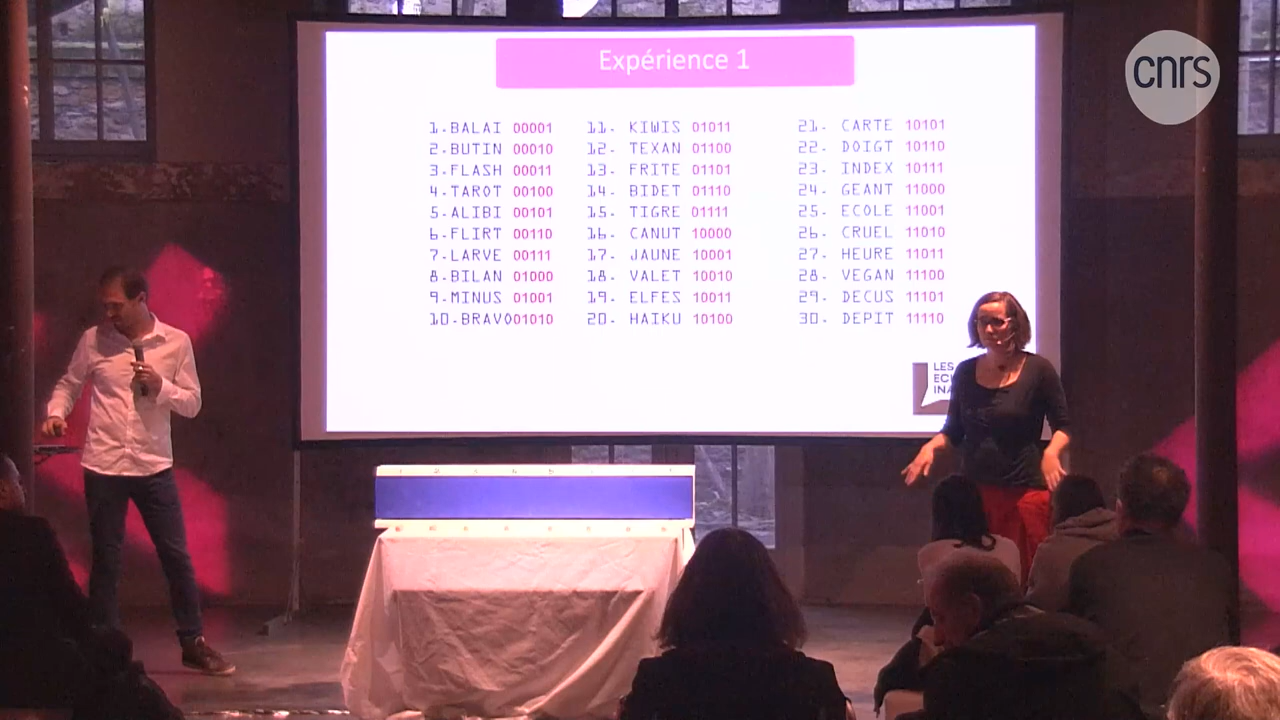 Expérience 1
cnrs
1.BALAI 00001
2.BUTIN 00010
3.FLASH 00011
4.TAROT 00100
5.ALIBI 00101
6.FLIRT 00110
7.LARVE 00111
8.BILAN 01000
9.MINUS 01001
10.BRAVO01010
11. KIWIS 01011
12. TEXAN 01100
13. FRITE 01101
14. BIDET 01110
15. TIGRE 01111
16. CANUT 10000
17. JAUNE 10001
18. VALET 10010
19. ELFES 10011
20. HAIKU 10100
21. CARTE 10101
22. DOIGT 10110
23. INDEX 10111
24. GEANT 11000
25. ECOLE 11001
26. CRUEL 11010
27. HEURE 11011
28. VEGAN 11100
29. DECUS 11101
30. DEPIT 11110
LES